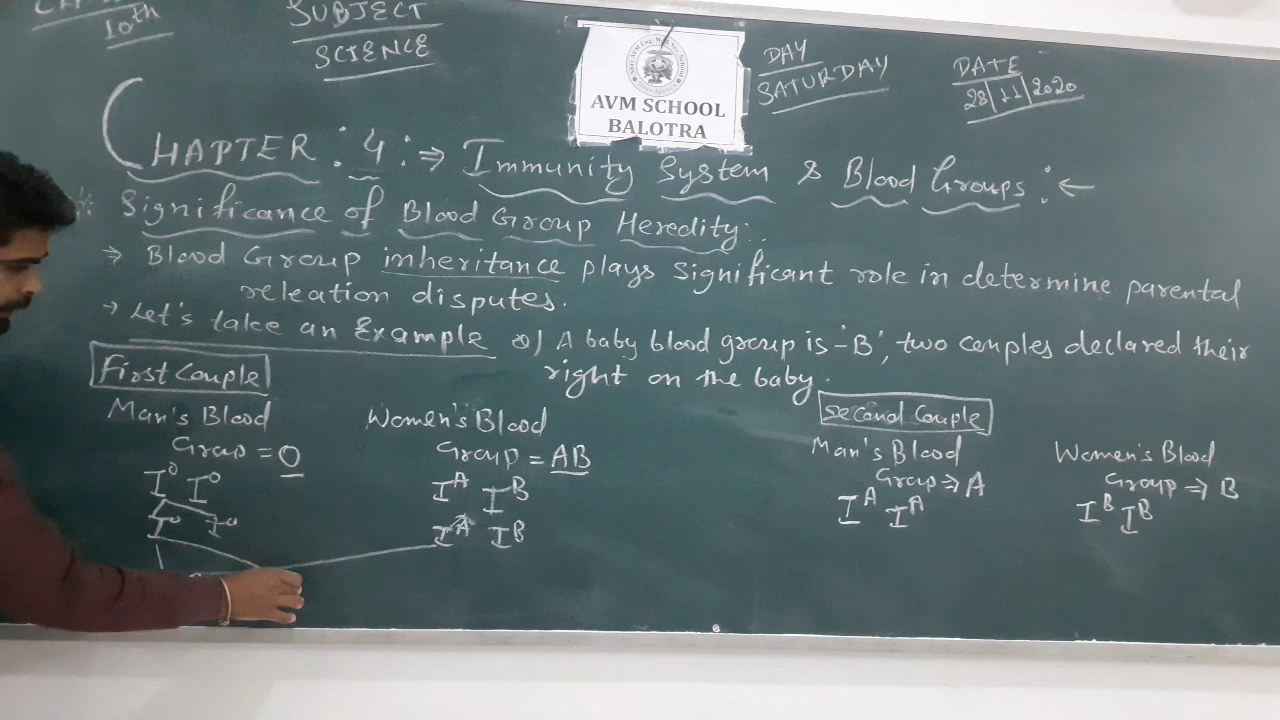 10th
SUBJECT
SCIENCE
AVM SCHOOL
BALOTRA
DAY
SATURDAY
DATE
28|11|2020
CHAPTER : 4 : ⇒ Immunity System & Blood Groups : ←
* Significance of Blood Group Heredity:
→ Blood Group inheritance plays significant role in determine parental
releation disputes.
→ Let's take an Example A baby blood group is -'B', two couples declared their
right on the baby.
First Couple
Man's Blood
Group = O
I^O I^O
I^O I^O
Women's Blood
Group = AB
I^A I^B
I^A I^B
Second Couple
Man's Blood
Group ⇒ A
I^A I^A
Women's Blood
Group ⇒ B
I^B I^B